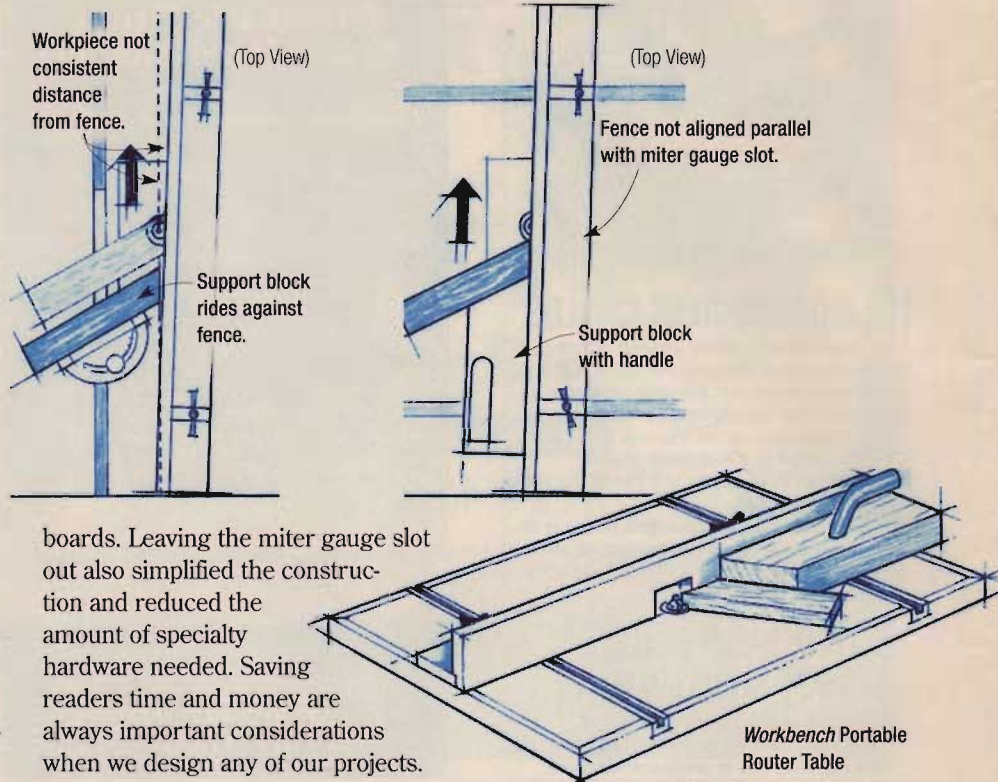 Workpiece not
consistent
distance
from fence.
(Top View)
Support block
rides against
fence.
(Top View)
Fence not aligned parallel
with miter gauge slot.
Support block
with handle
boards. Leaving the miter gauge slot
out also simplified the construc-
tion and reduced the
amount of specialty
hardware needed. Saving
readers time and money are
always important considerations
when we design any of our projects.
Workbench Portable
Router Table